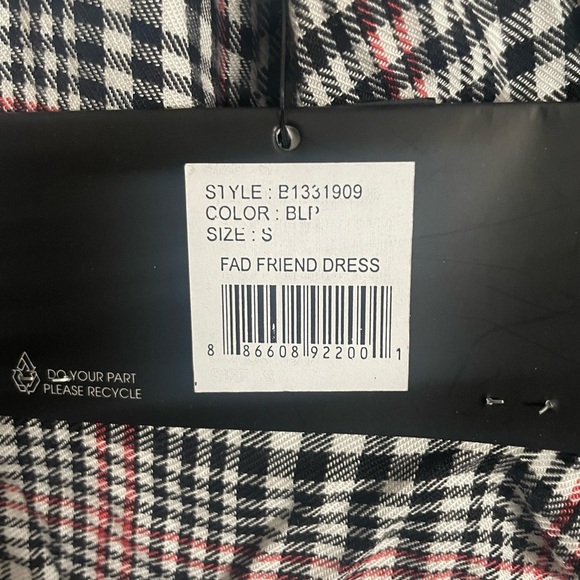 STYLE : B1331909
COLOR : BLP
SIZE : S
FAD FRIEND DRESS
8 86608 92200 1
DO YOUR PART
PLEASE RECYCLE